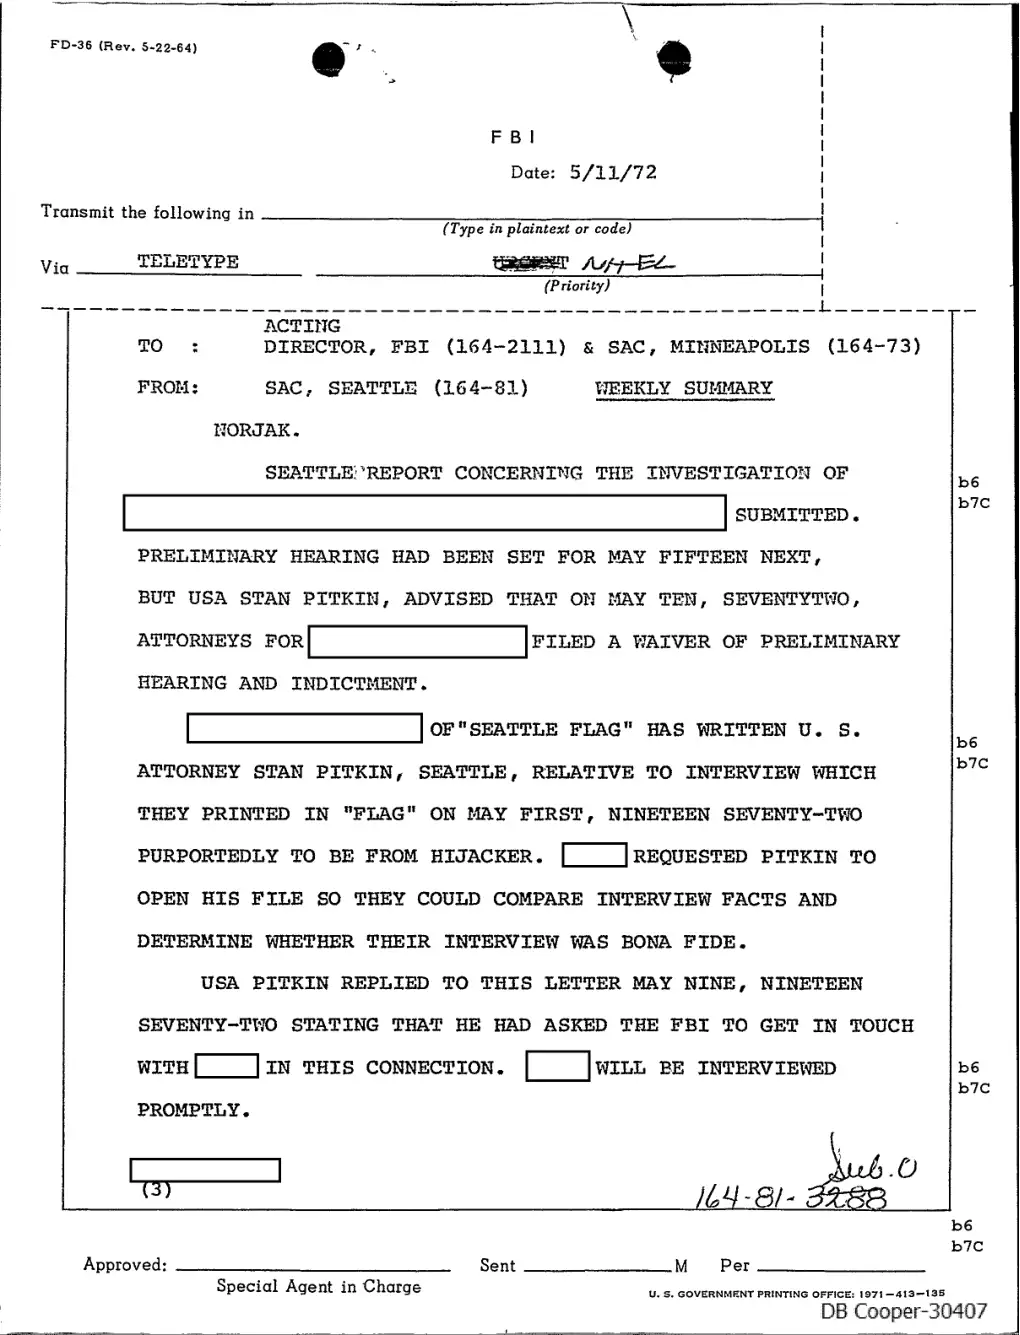 FD-36 (Rev. 5-22-64)
F B I
Date: 5/11/72
Transmit the following in
(Type in plaintext or code)
Via TELETYPE URGENT NITEL
(Priority)
ACTING
TO : DIRECTOR, FBI (164-2111) & SAC, MINNEAPOLIS (164-73)
FROM: SAC, SEATTLE (164-81) WEEKLY SUMMARY
NORJAK.
SEATTLE REPORT CONCERNING THE INVESTIGATION OF
b6
b7C
SUBMITTED.
PRELIMINARY HEARING HAD BEEN SET FOR MAY FIFTEEN NEXT,
BUT USA STAN PITKIN, ADVISED THAT ON MAY TEN, SEVENTYTWO,
ATTORNEYS FOR FILED A WAIVER OF PRELIMINARY
HEARING AND INDICTMENT.
OF "SEATTLE FLAG" HAS WRITTEN U. S.
b6
b7C
ATTORNEY STAN PITKIN, SEATTLE, RELATIVE TO INTERVIEW WHICH
THEY PRINTED IN "FLAG" ON MAY FIRST, NINETEEN SEVENTY-TWO
PURPORTEDLY TO BE FROM HIJACKER. REQUESTED PITKIN TO
OPEN HIS FILE SO THEY COULD COMPARE INTERVIEW FACTS AND
DETERMINE WHETHER THEIR INTERVIEW WAS BONA FIDE.
USA PITKIN REPLIED TO THIS LETTER MAY NINE, NINETEEN
SEVENTY-TWO STATING THAT HE HAD ASKED THE FBI TO GET IN TOUCH
WITH IN THIS CONNECTION. WILL BE INTERVIEWED
b6
b7C
PROMPTLY.
(3)
Sub. O
164-81-3288
b6
b7C
Approved: Sent M Per
Special Agent in Charge
U. S. GOVERNMENT PRINTING OFFICE: 1971-413-135
DB Cooper-30407